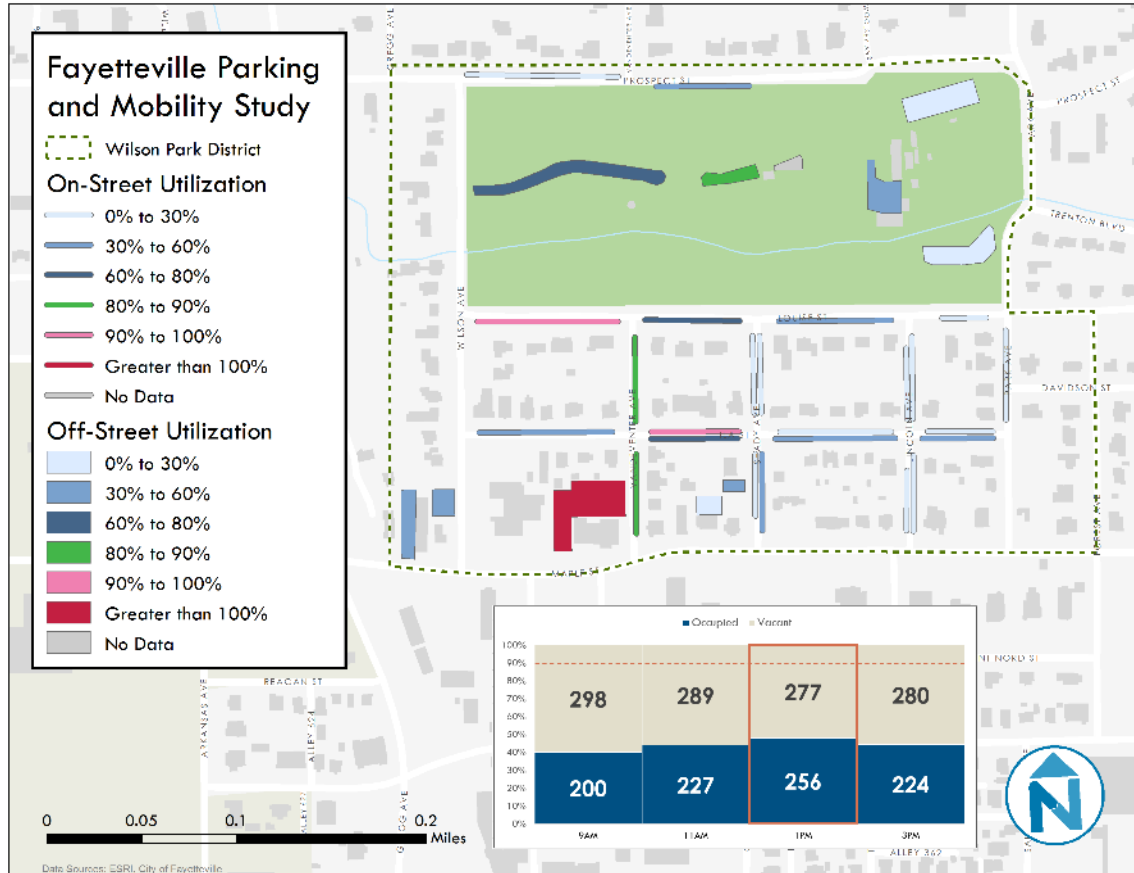 Fayetteville Parking
and Mobility Study
Wilson Park District
On-Street Utilization
0% to 30%
30% to 60%
60% to 80%
80% to 90%
90% to 100%
Greater than 100%
No Data
Off-Street Utilization
0% to 30%
30% to 60%
60% to 80%
80% to 90%
90% to 100%
Greater than 100%
No Data
PROSPECT ST
PROSPECT ST
TRENTON BLVD
WILSON AVE
DAVIDSON ST
MAPLE ST
REAGAN ST
ARKANSAS AVE
ALLEY 362
Occupied Vacant
100%
90%
80%
70%
60%
50%
40%
30%
20%
10%
0%
298 289 277 280
200 227 256 224
9AM 11AM 1PM 3PM
N
0 0.05 0.1 0.2
Miles
Data Sources: ESRI, City of Fayetteville